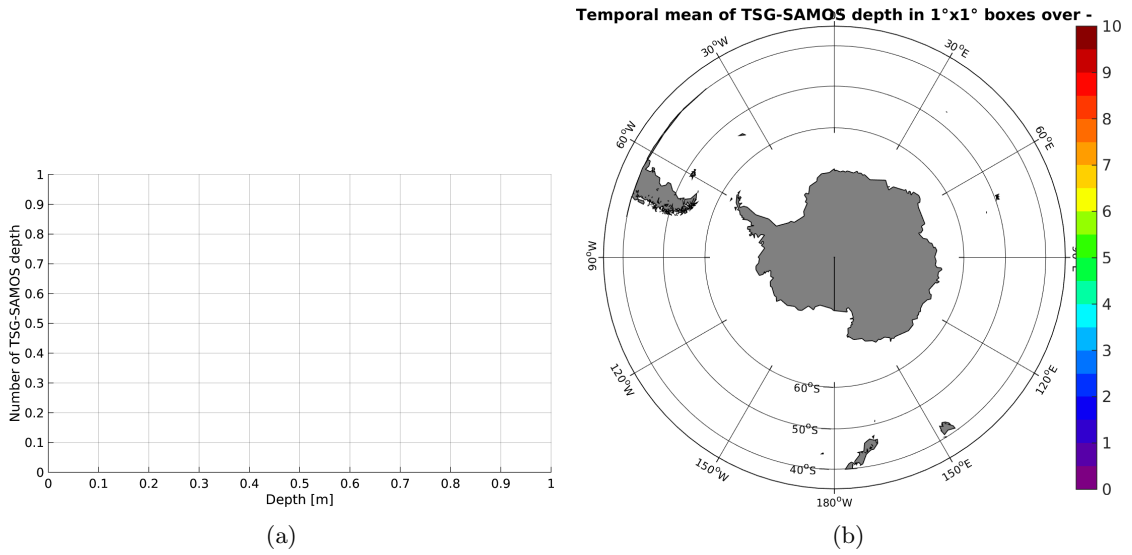 Temporal mean of TSG-SAMOS depth in 1°x1° boxes over -
Number of TSG-SAMOS depth
1
0.9
0.8
0.7
0.6
0.5
0.4
0.3
0.2
0.1
0
0 0.1 0.2 0.3 0.4 0.5 0.6 0.7 0.8 0.9 1
Depth [m]
(a)
30°W
30°E
60°W
60°E
90°W
120°W
120°E
150°W
150°E
180°W
60°S
50°S
40°S
10
9
8
7
6
5
4
3
2
1
0
(b)